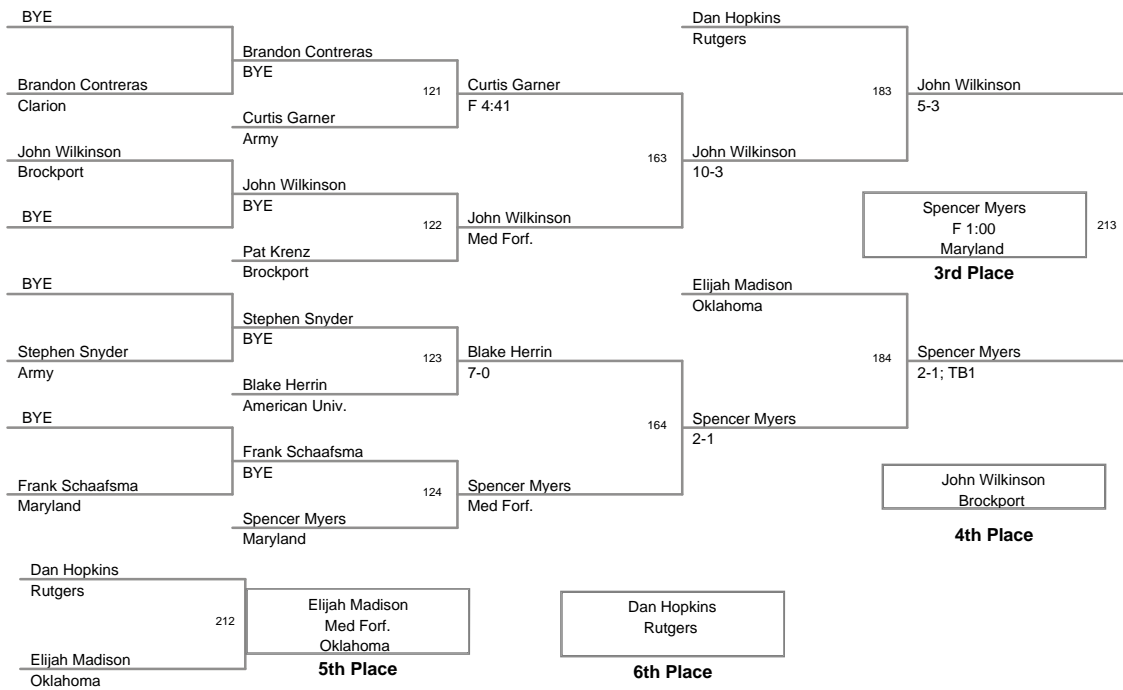 BYE
Brandon Contreras
Clarion
John Wilkinson
Brockport
BYE
BYE
Stephen Snyder
Army
BYE
Frank Schaafsma
Maryland
Brandon Contreras
BYE
121
Curtis Garner
Army
John Wilkinson
BYE
122
Pat Krenz
Brockport
Stephen Snyder
BYE
123
Blake Herrin
American Univ.
Frank Schaafsma
BYE
124
Spencer Myers
Maryland
Curtis Garner
F 4:41
163
John Wilkinson
Med Forf.
Blake Herrin
7-0
164
Spencer Myers
Med Forf.
Dan Hopkins
Rutgers
183
John Wilkinson
10-3
Elijah Madison
Oklahoma
184
Spencer Myers
2-1
John Wilkinson
5-3
Spencer Myers
F 1:00
Maryland
213
3rd Place
Spencer Myers
2-1; TB1
John Wilkinson
Brockport
4th Place
Dan Hopkins
Rutgers
212
Elijah Madison
Oklahoma
Elijah Madison
Med Forf.
Oklahoma
5th Place
Dan Hopkins
Rutgers
6th Place